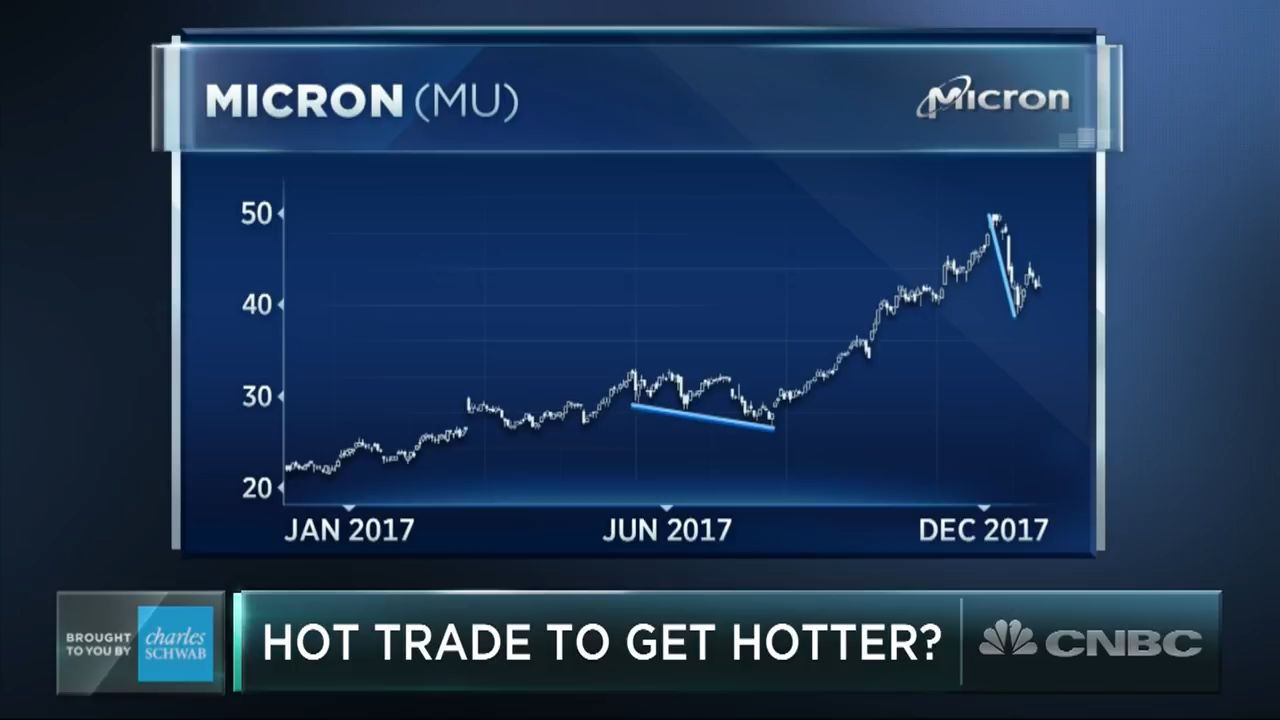 MICRON (MU)
Micron
50
40
30
20
JAN 2017 JUN 2017 DEC 2017
BROUGHT
TO YOU BY
charles
SCHWAB
HOT TRADE TO GET HOTTER?
CNBC